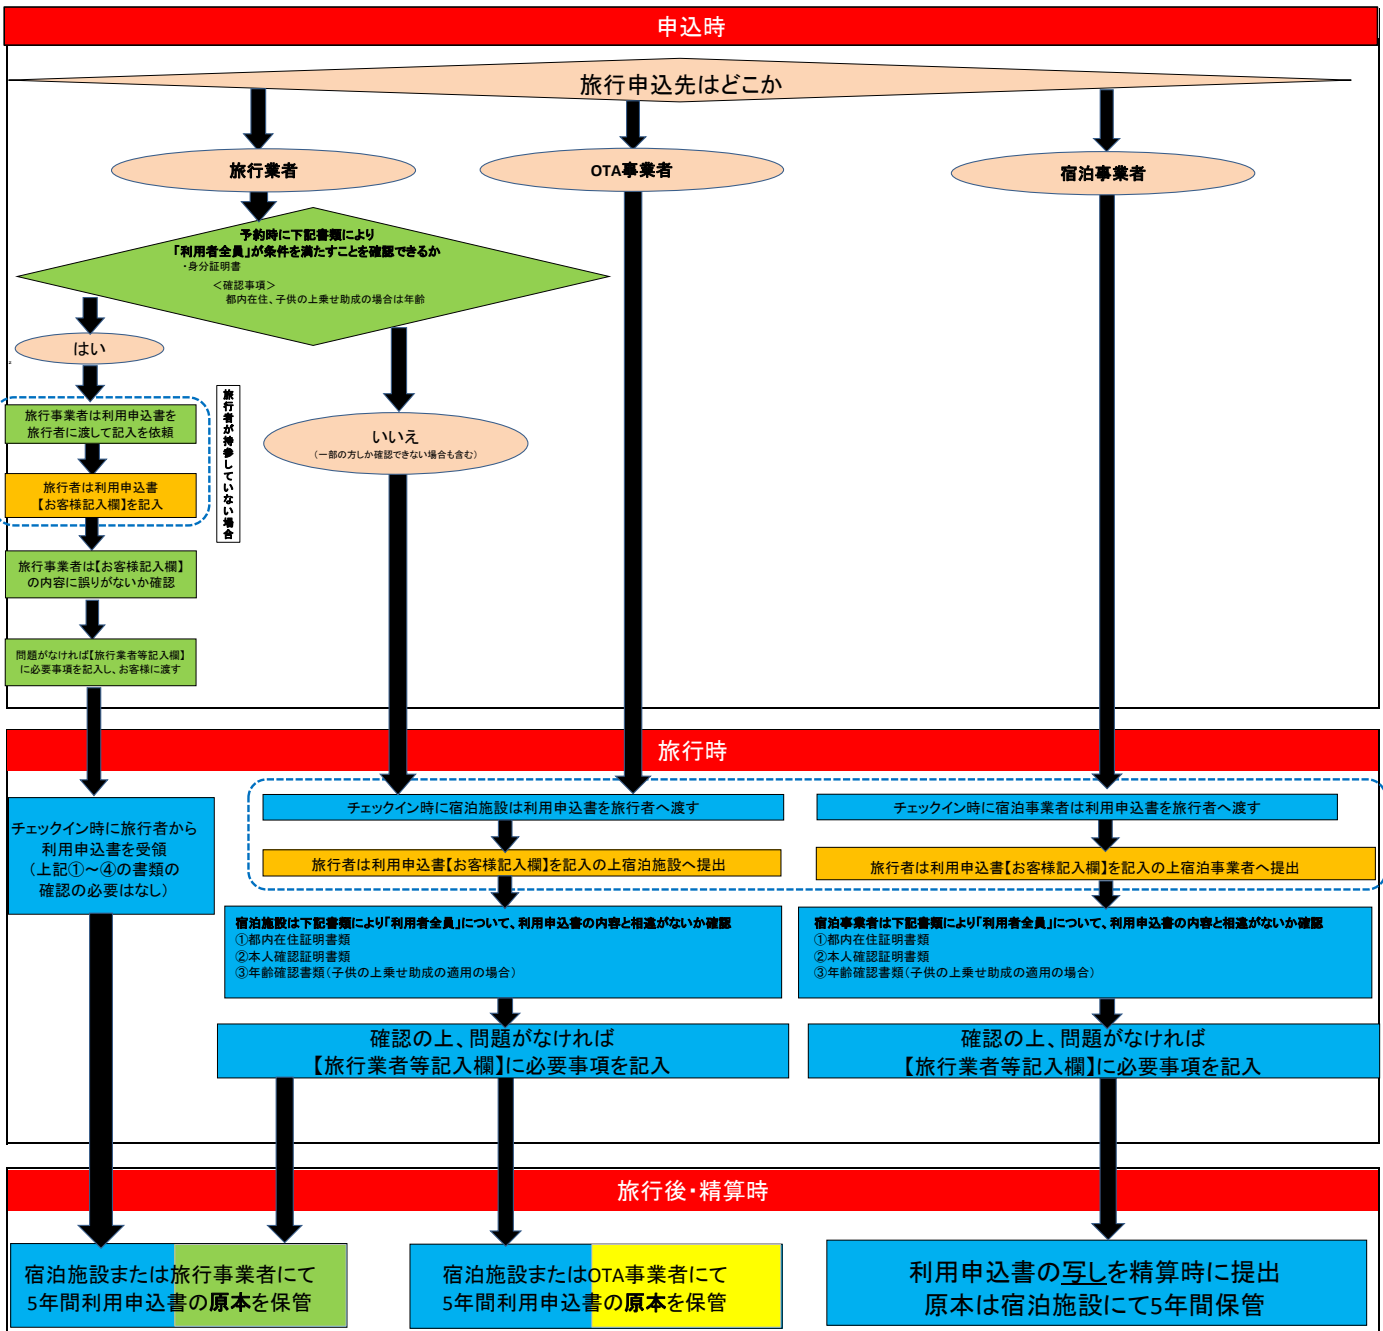 申込時
旅行申込先はどこか
旅行業者
OTA事業者
宿泊事業者
予約時に下記書類により
「利用者全員」が条件を満たすことを確認できるか
・身分証明書
＜確認事項＞
都内在住、子供の上乗せ助成の場合は年齢
はい
いいえ
（一部の方しか確認できない場合も含む）
旅行者が持参していない場合
旅行事業者は利用申込書を
旅行者に渡して記入を依頼
旅行者は利用申込書
【お客様記入欄】を記入
旅行事業者は【お客様記入欄】
の内容に誤りがないか確認
問題がなければ【旅行業者等記入欄】
に必要事項を記入し、お客様に渡す
旅行時
チェックイン時に旅行者から
利用申込書を受領
（上記①～④の書類の
確認の必要はなし）
チェックイン時に宿泊施設は利用申込書を旅行者へ渡す
旅行者は利用申込書【お客様記入欄】を記入の上宿泊施設へ提出
宿泊施設は下記書類により「利用者全員」について、利用申込書の内容と相違がないか確認
①都内在住証明書類
②本人確認証明書類
③年齢確認書類（子供の上乗せ助成の適用の場合）
確認の上、問題がなければ
【旅行業者等記入欄】に必要事項を記入
チェックイン時に宿泊事業者は利用申込書を旅行者へ渡す
旅行者は利用申込書【お客様記入欄】を記入の上宿泊事業者へ提出
宿泊事業者は下記書類により「利用者全員」について、利用申込書の内容と相違がないか確認
①都内在住証明書類
②本人確認証明書類
③年齢確認書類（子供の上乗せ助成の適用の場合）
確認の上、問題がなければ
【旅行業者等記入欄】に必要事項を記入
旅行後・精算時
宿泊施設または旅行事業者にて
5年間利用申込書の原本を保管
宿泊施設またはOTA事業者にて
5年間利用申込書の原本を保管
利用申込書の写しを精算時に提出
原本は宿泊施設にて5年間保管